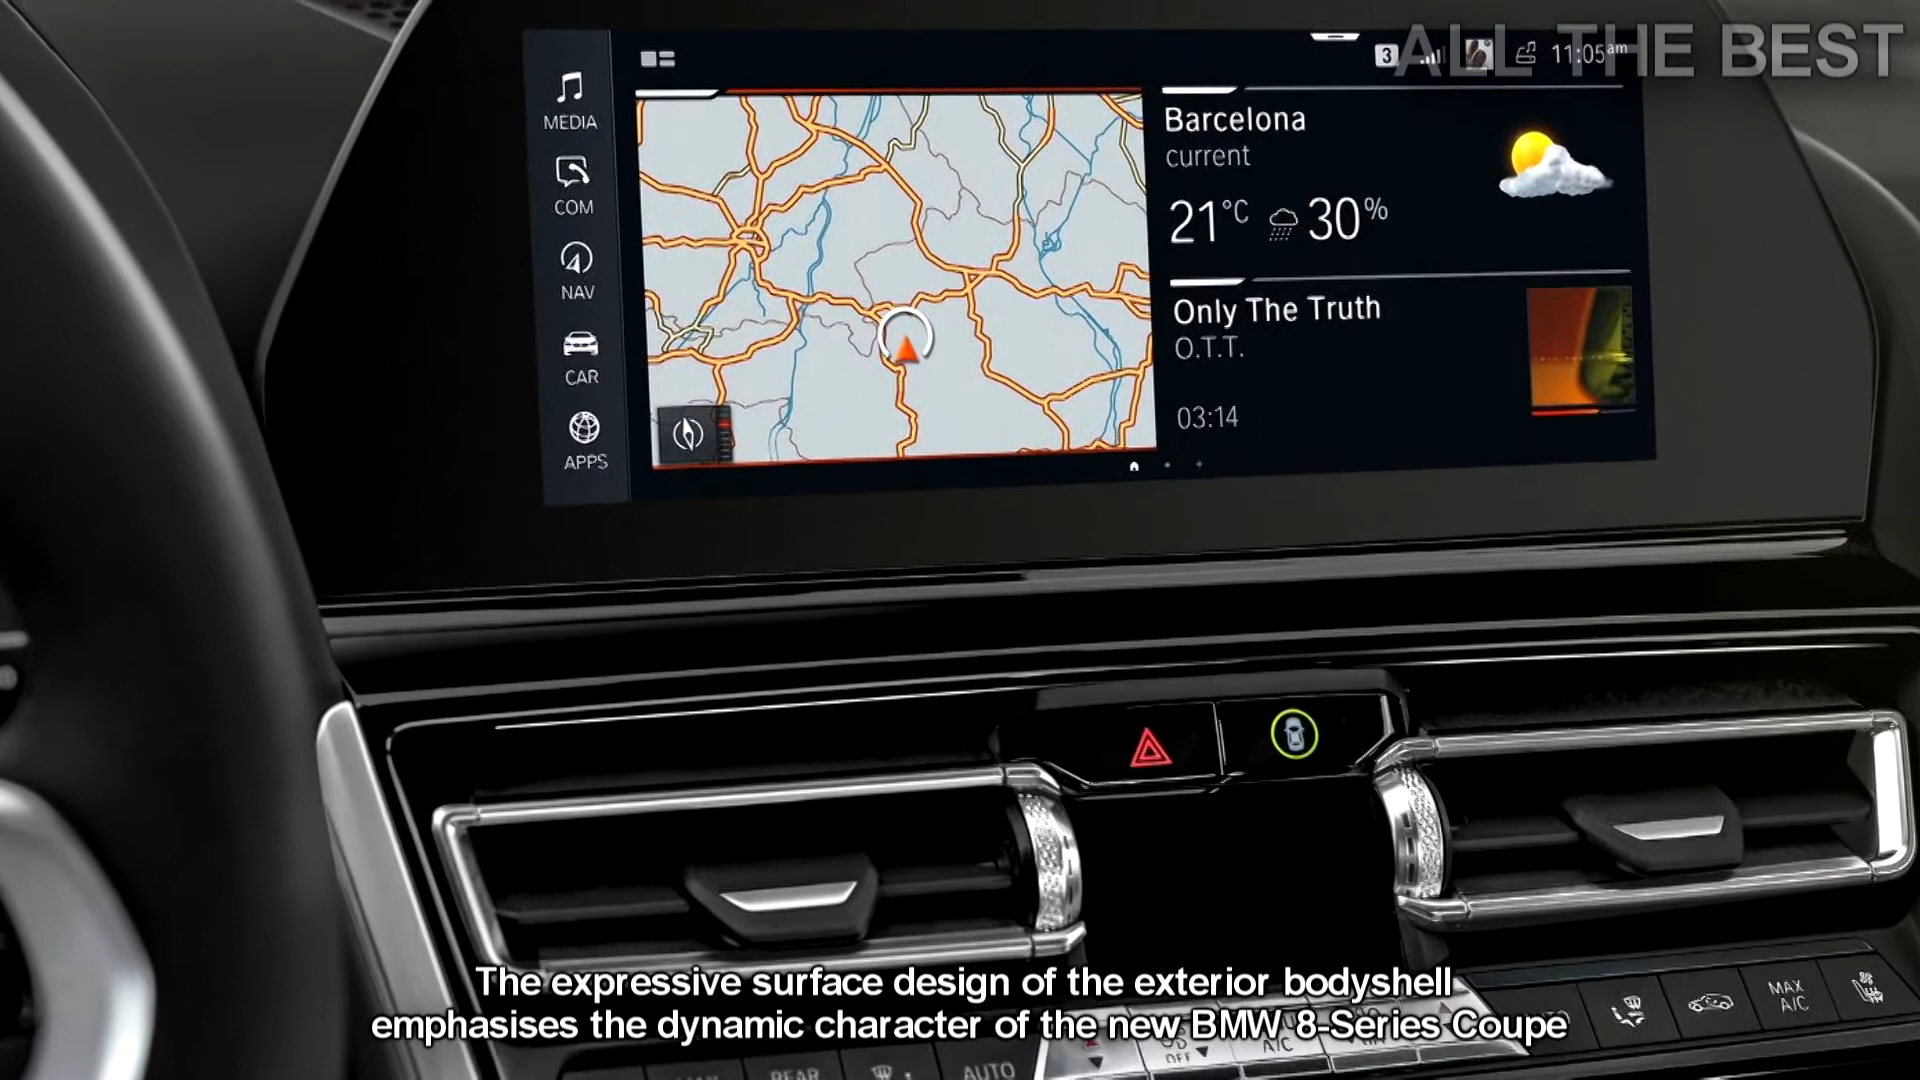 ALL THE BEST
3
11:05am
MEDIA
COM
NAV
CAR
APPS
Barcelona
current
21°C 30%
Only The Truth
O.T.T.
03:14
The expressive surface design of the exterior bodyshell
emphasises the dynamic character of the new BMW 8-Series Coupe
MAX
A/C
OFF
A/C
REAR
AUTO